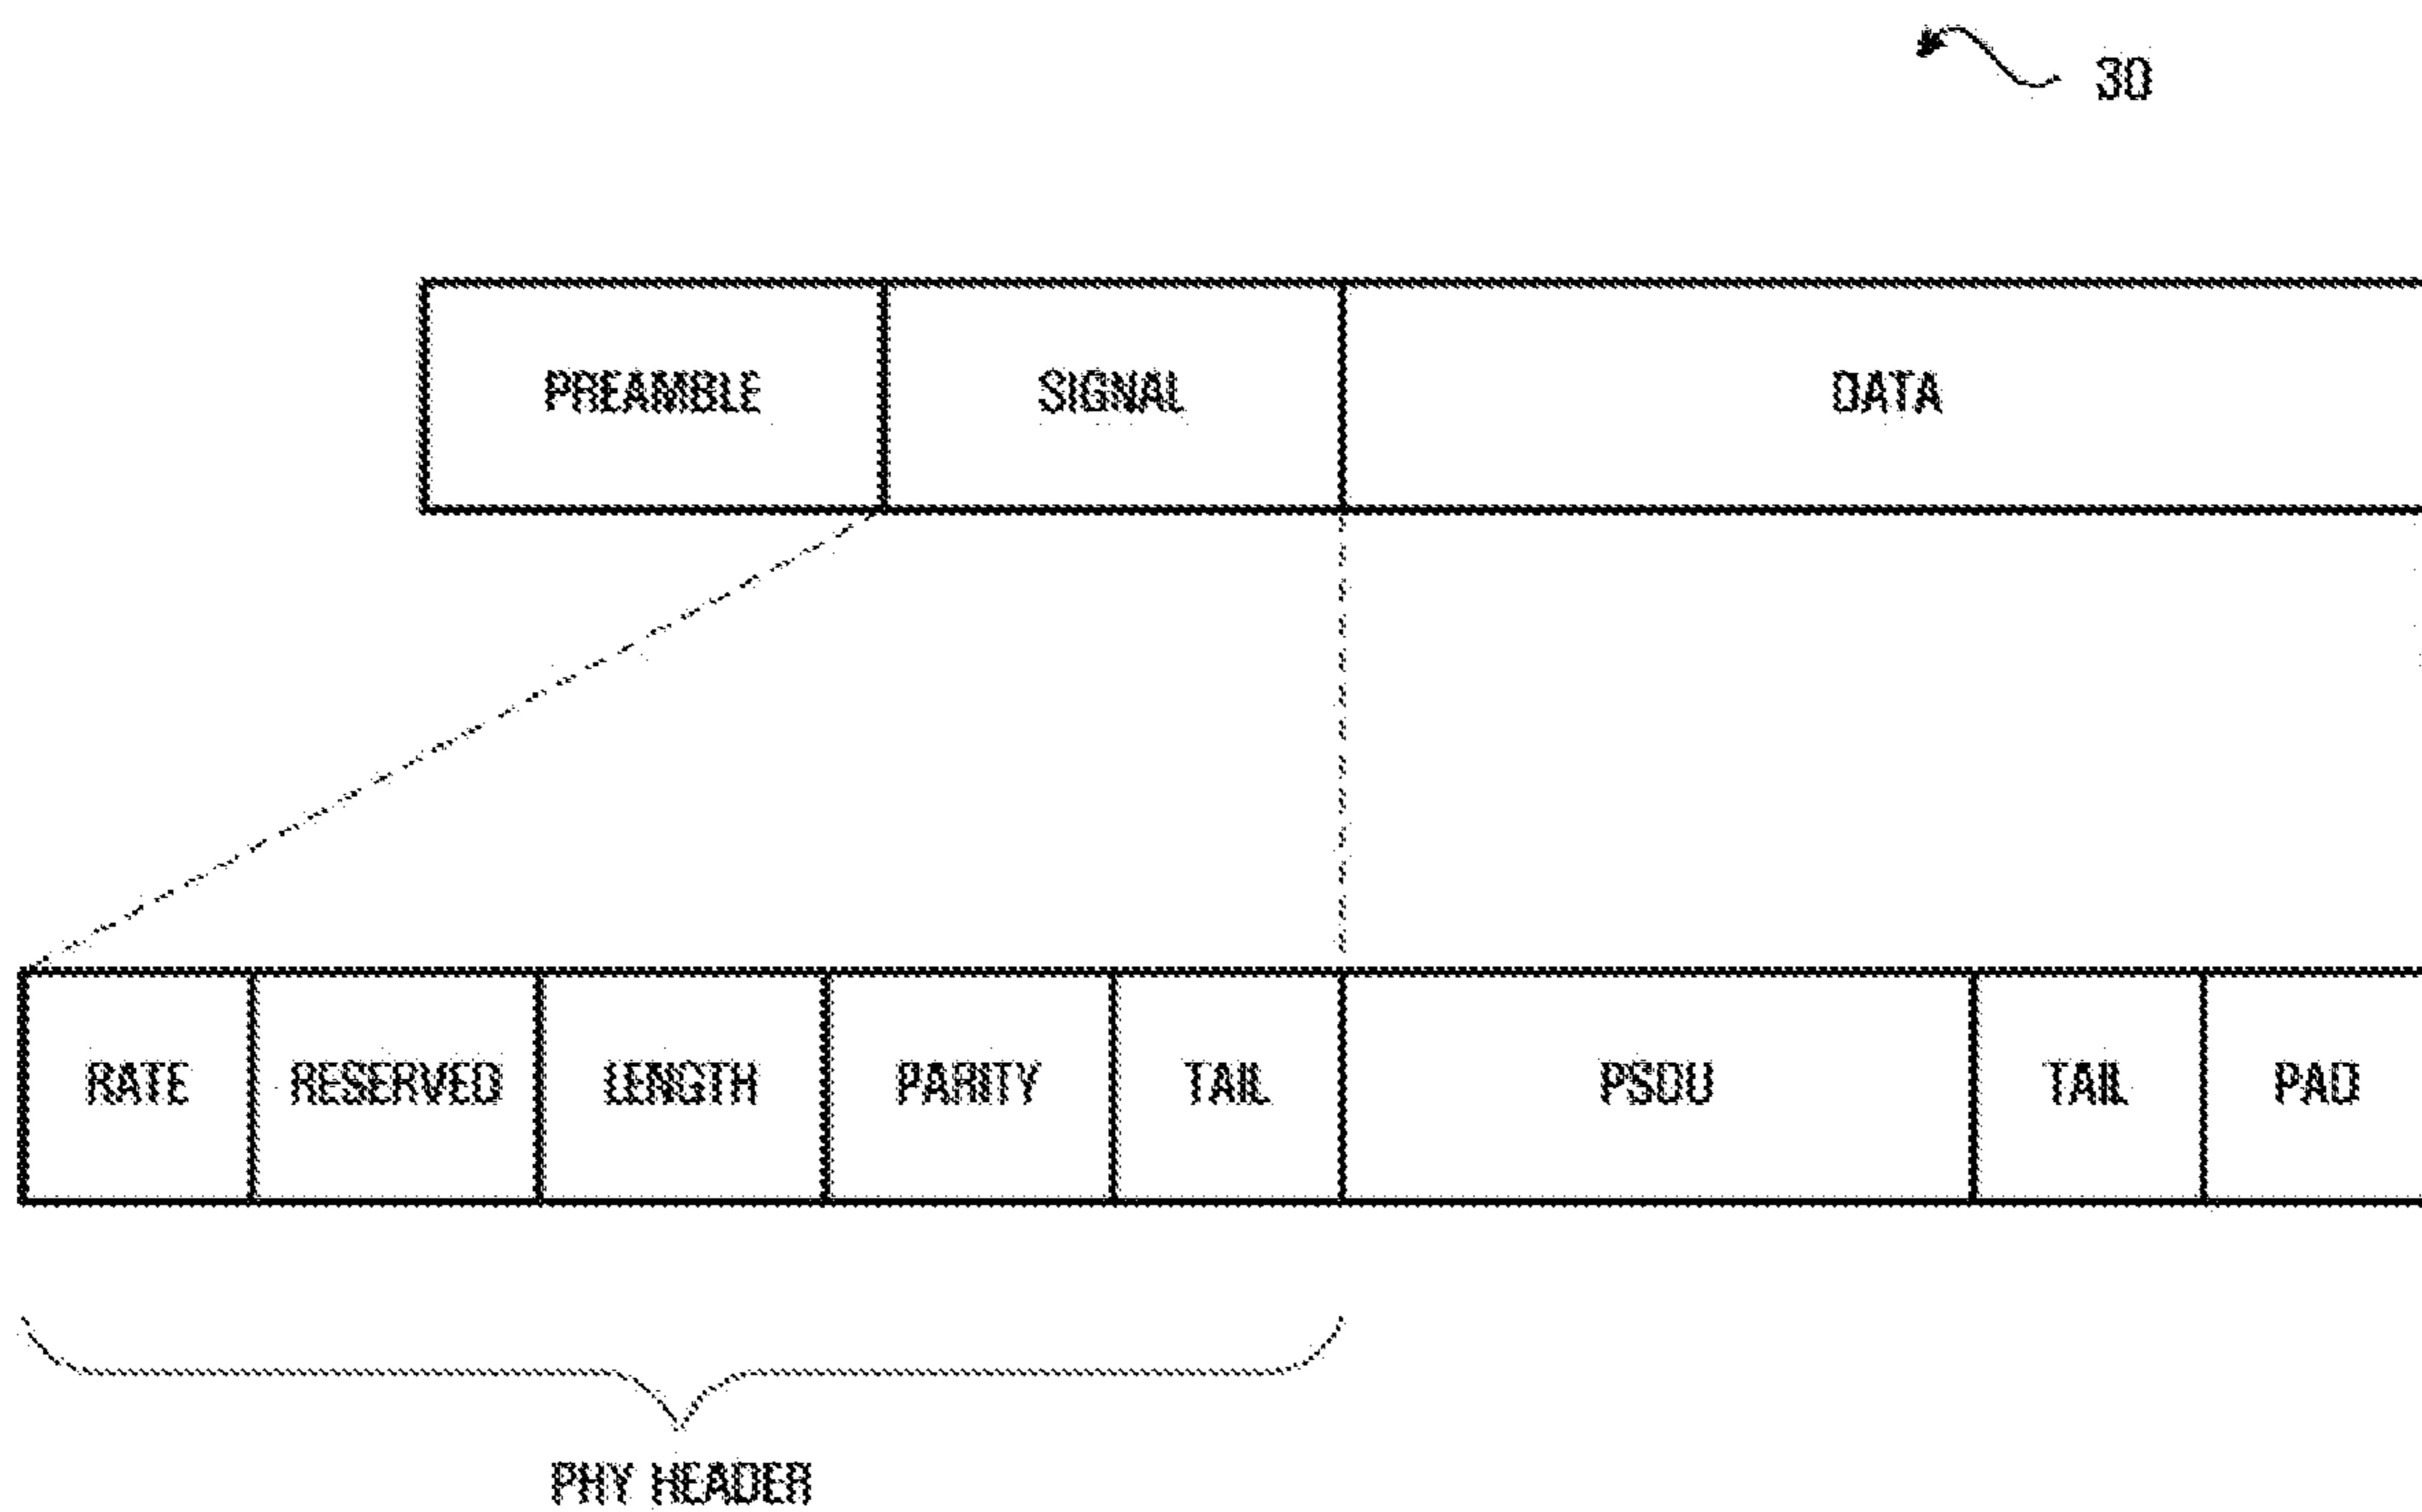 30
PREAMBLE SIGNAL DATA
RATE RESERVED LENGTH PARITY TAIL PSDU TAIL PAD
PHY HEADER